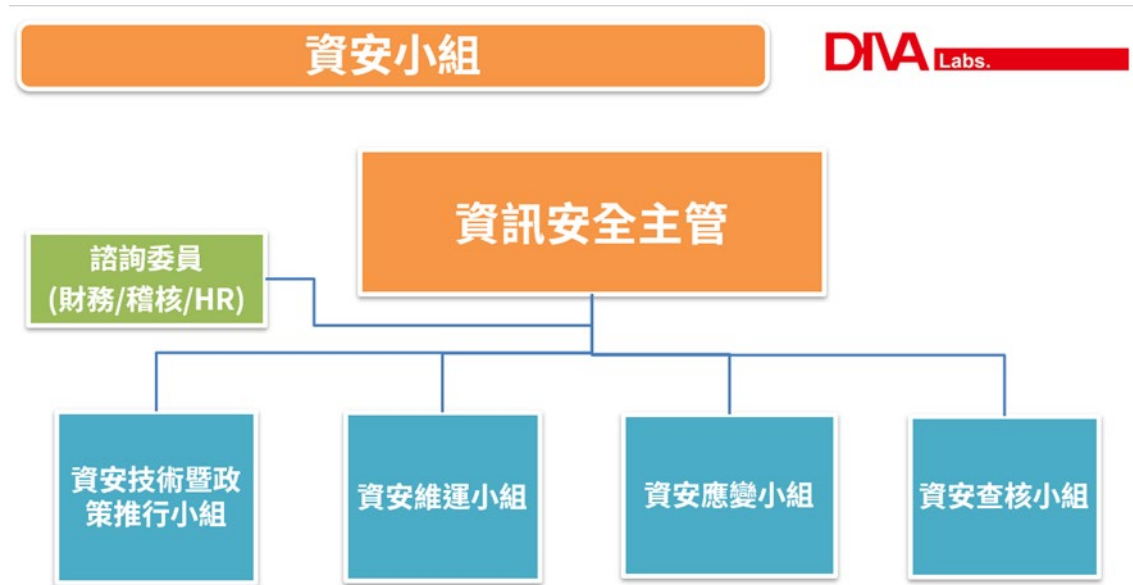 資安小組
DIVA Labs.
資訊安全主管
諮詢委員
(財務/稽核/HR)
資安技術暨政
策推行小組
資安維運小組
資安應變小組
資安查核小組